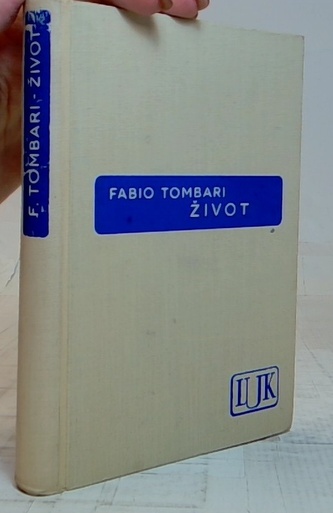 F. TOMBARI - ŽIVOT
FABIO TOMBARI
ŽIVOT
LUK